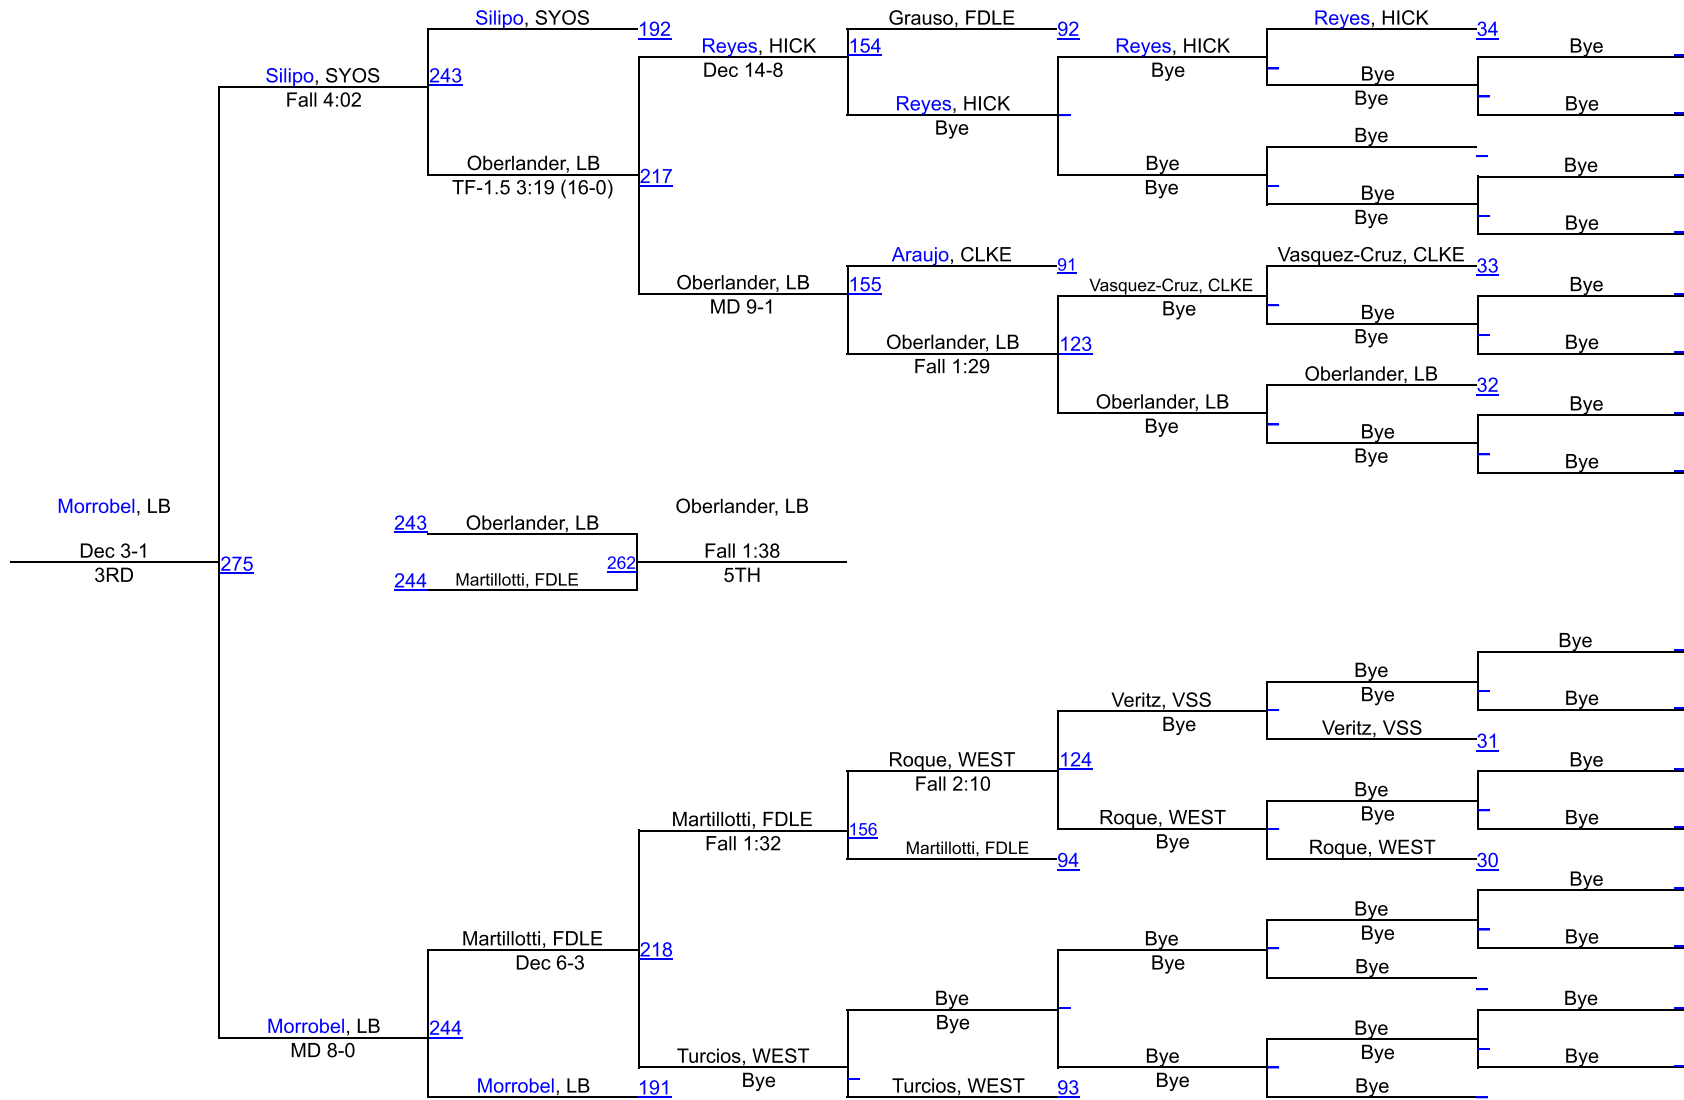 Silipo, SYOS
192
Grauso, FDLE
92
Reyes, HICK
34
Reyes, HICK
154
Reyes, HICK
Bye
Dec 14-8
Bye
Silipo, SYOS
243
Bye
Fall 4:02
Bye
Reyes, HICK
Bye
Bye
Bye
Oberlander, LB
217
Bye
Bye
Bye
TF-1.5 3:19 (16-0)
Bye
Bye
Bye
Bye
Araujo, CLKE
91
Vasquez-Cruz, CLKE
33
Oberlander, LB
155
Vasquez-Cruz, CLKE
Bye
MD 9-1
Bye
Bye
Oberlander, LB
123
Bye
Bye
Fall 1:29
Oberlander, LB
32
Oberlander, LB
Bye
Bye
Bye
Bye
Bye
Morrobel, LB
Oberlander, LB
243
Oberlander, LB
Dec 3-1
275
262
Fall 1:38
3RD
244
Martillotti, FDLE
5TH
Bye
Bye
Bye
Veritz, VSS
Bye
Bye
Veritz, VSS
31
Roque, WEST
124
Bye
Fall 2:10
Bye
Martillotti, FDLE
156
Roque, WEST
Bye
Bye
Fall 1:32
Martillotti, FDLE
94
Bye
Roque, WEST
30
Bye
Bye
Martillotti, FDLE
218
Bye
Bye
Bye
Dec 6-3
Bye
Bye
Bye
Bye
Bye
Morrobel, LB
244
Bye
Bye
MD 8-0
Turcios, WEST
Bye
Bye
Bye
Bye
Bye
Morrobel, LB
191
Turcios, WEST
93
Bye